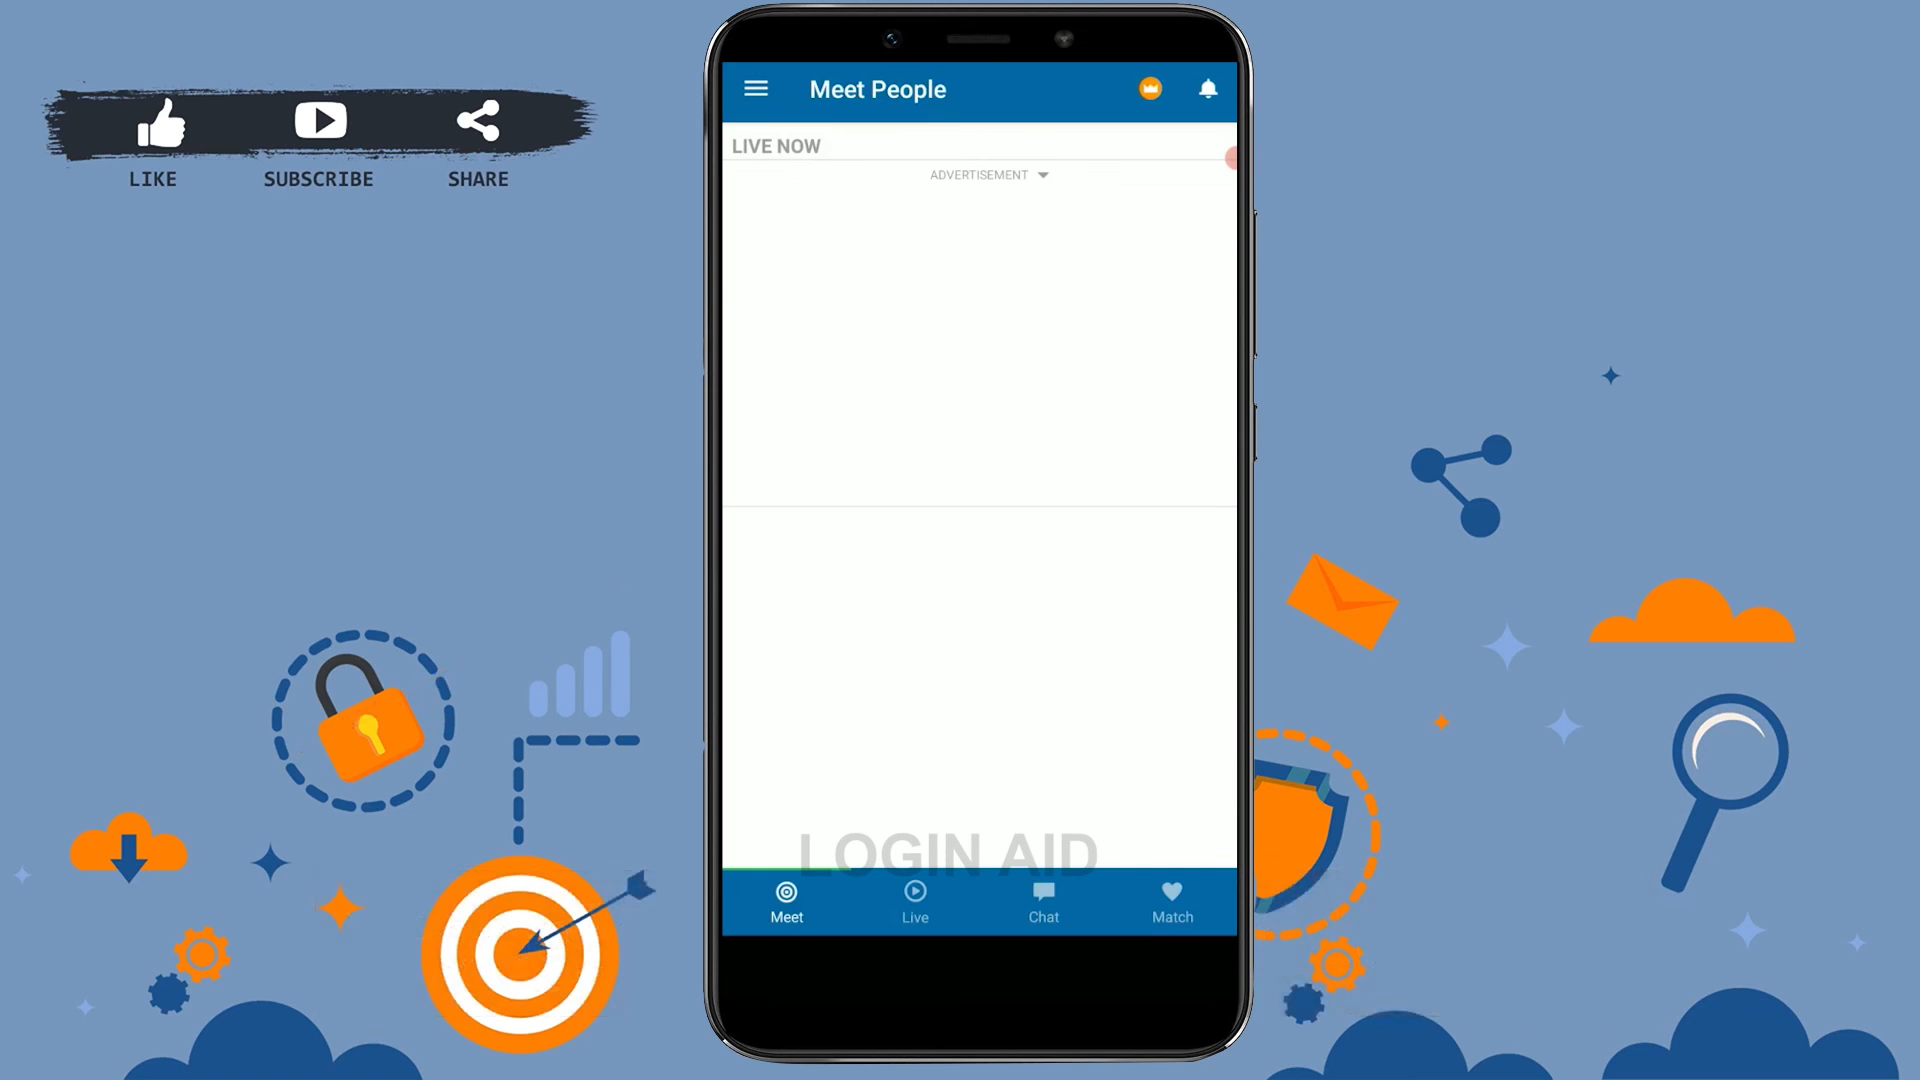 Meet People
LIKE
SUBSCRIBE
SHARE
LIVE NOW
ADVERTISEMENT
LOGIN AID
Meet
Live
Chat
Match